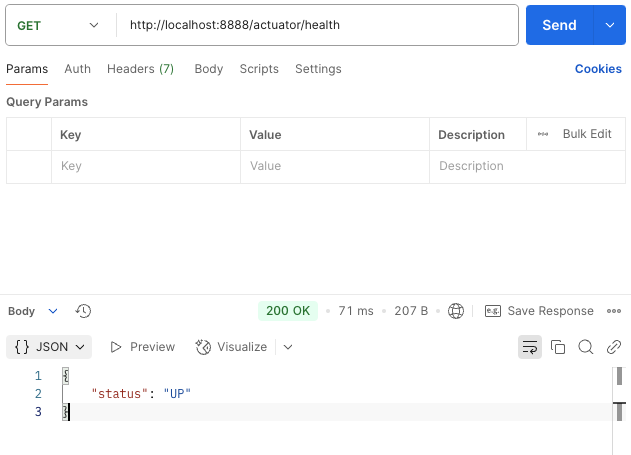 GET http://localhost:8888/actuator/health Send
Params Auth Headers (7) Body Scripts Settings Cookies
Query Params
Key Value Description Bulk Edit
Key Value Description
Body 200 OK 71 ms 207 B e.g. Save Response
{ } JSON Preview Visualize
1 {
2 "status": "UP"
3 }